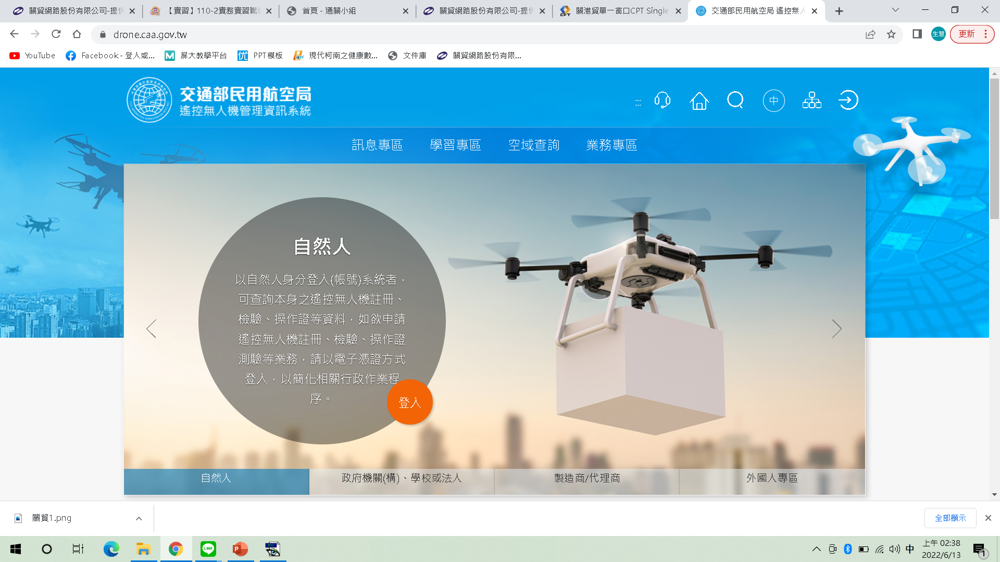 關貿網路股份有限公司-提供
【實習】110-2實務實習職
首頁 - 通關小組
關貿網路股份有限公司-提供
關港貿單一窗口CPT Single
交通部民用航空局 遙控無人
drone.caa.gov.tw
生慧
更新
YouTube
Facebook - 登入或...
屏大教學平台
优
PPT模板
現代柯南之健康數...
文件庫
關貿網路股份有限...
交通部民用航空局
遙控無人機管理資訊系統
:::
中
訊息專區
學習專區
空域查詢
業務專區
自然人
以自然人身分登入(帳號)系統者，
可查詢本身之遙控無人機註冊、
檢驗、操作證等資料，如欲申請
遙控無人機註冊、檢驗、操作證
測驗等業務，請以電子憑證方式
登入，以簡化相關行政作業程
序。
登入
自然人
政府機關(構)、學校或法人
製造商/代理商
外國人專區
關貿1.png
全部顯示
LINE
P
100
中
上午 02:38
2022/6/13
1